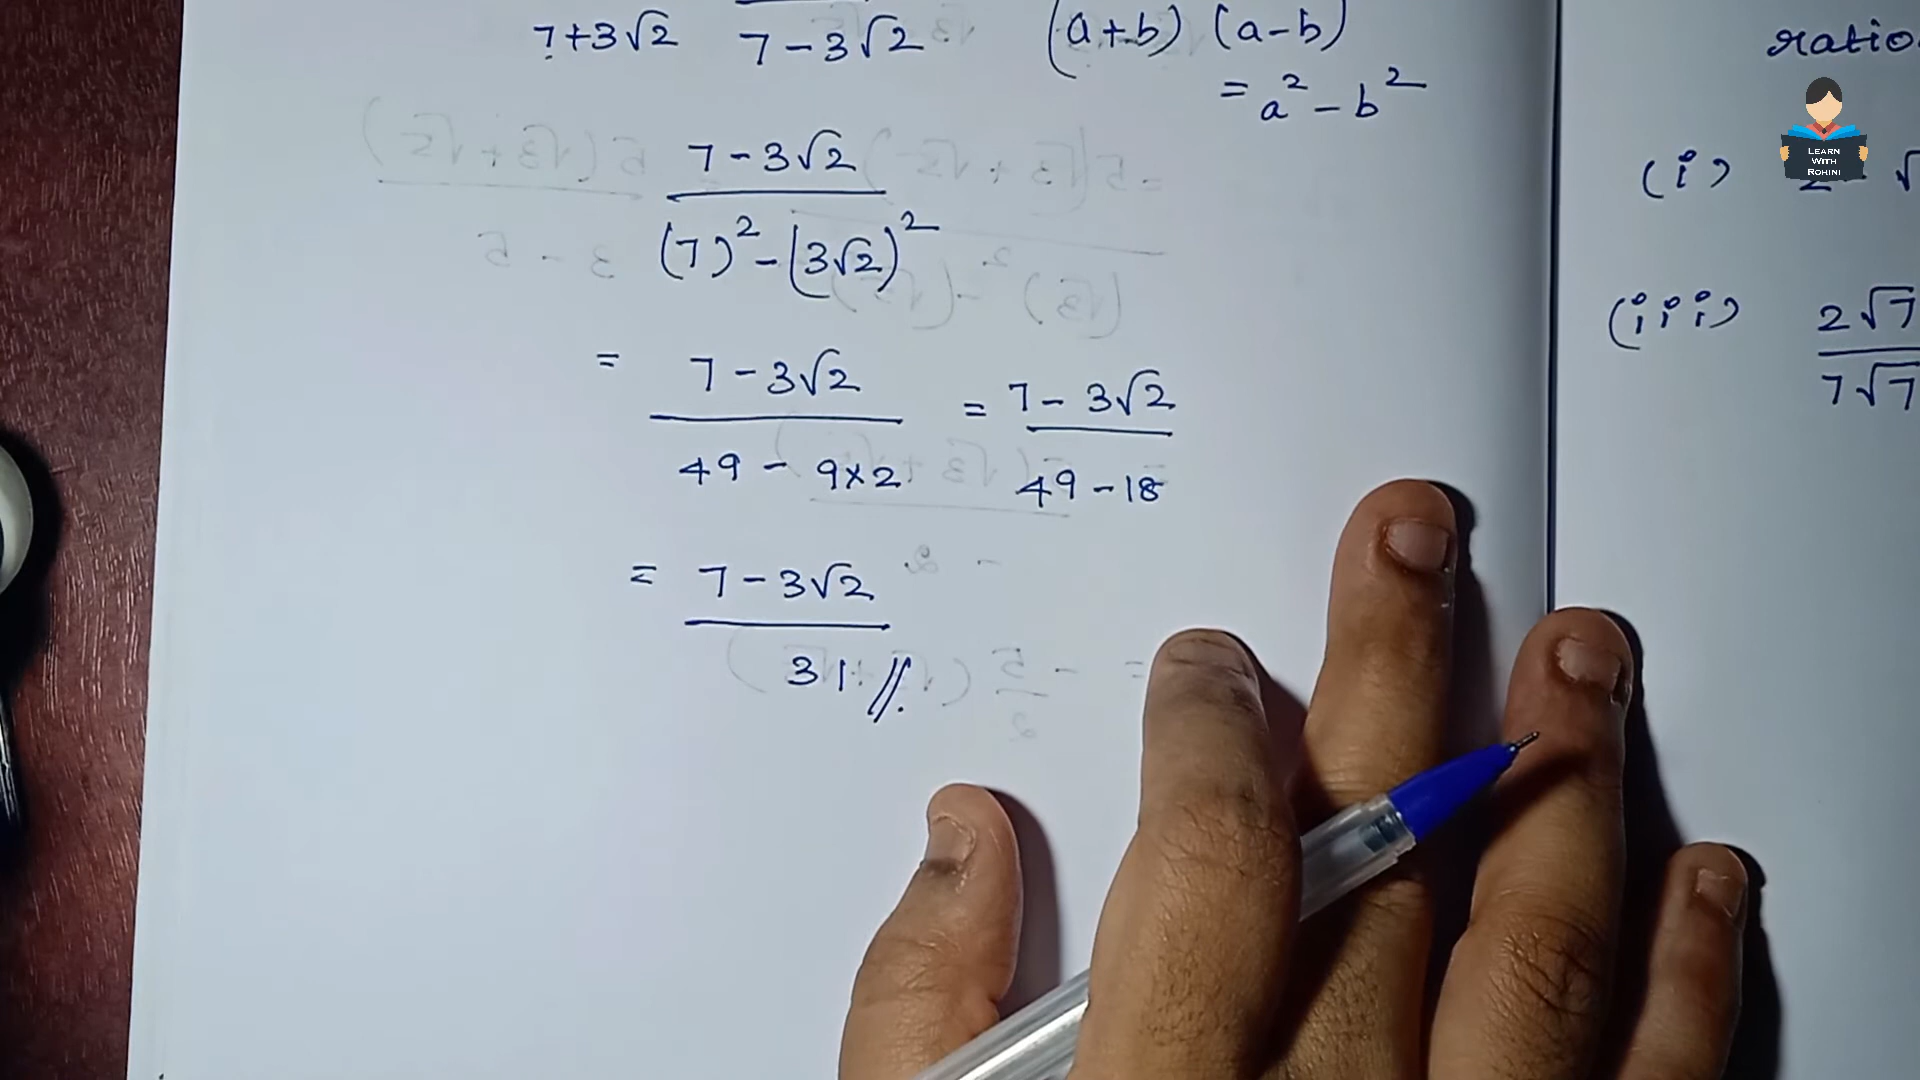 7+3√2 7-3√2 (a+b) (a-b)
= a² - b²
7-3√2
(7)² - (3√2)²
= 7-3√2 = 7-3√2
49 - 9×2 49-18
= 7-3√2
31 //.
(i)
(iii) 2√7
7√7
LEARN
WITH
ROHINI